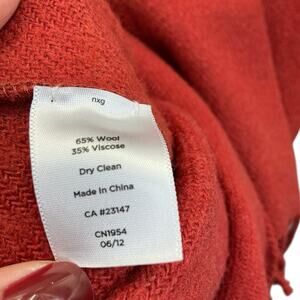 nxg
65% Wool
35% Viscose
Dry Clean
Made in China
CA #23147
CN1954
06/12